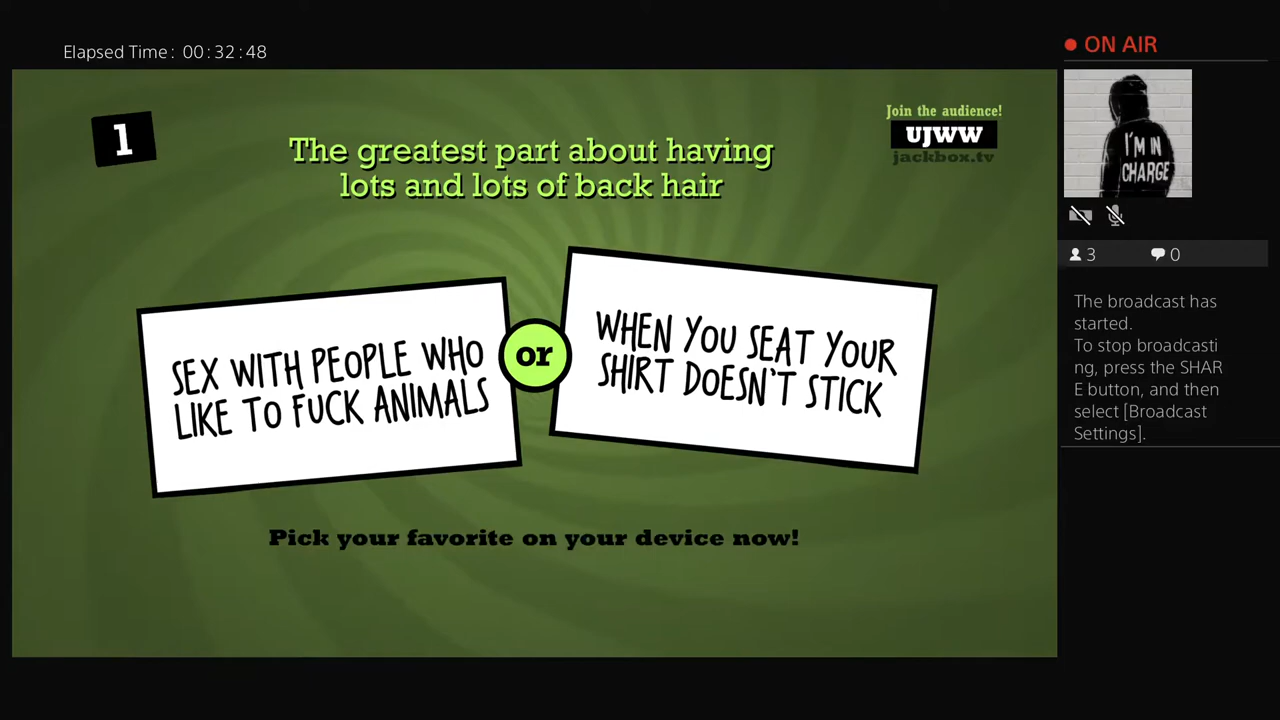 Elapsed Time: 00:32:48
ON AIR
1
Join the audience!
UJWW
jackbox.tv
The greatest part about having
lots and lots of back hair
SEX WITH PEOPLE WHO
LIKE TO FUCK ANIMALS
or
WHEN YOU SEAT YOUR
SHIRT DOESN'T STICK
Pick your favorite on your device now!
I'M IN
CHARGE
3
0
The broadcast has
started.
To stop broadcasti
ng, press the SHAR
E button, and then
select [Broadcast
Settings].